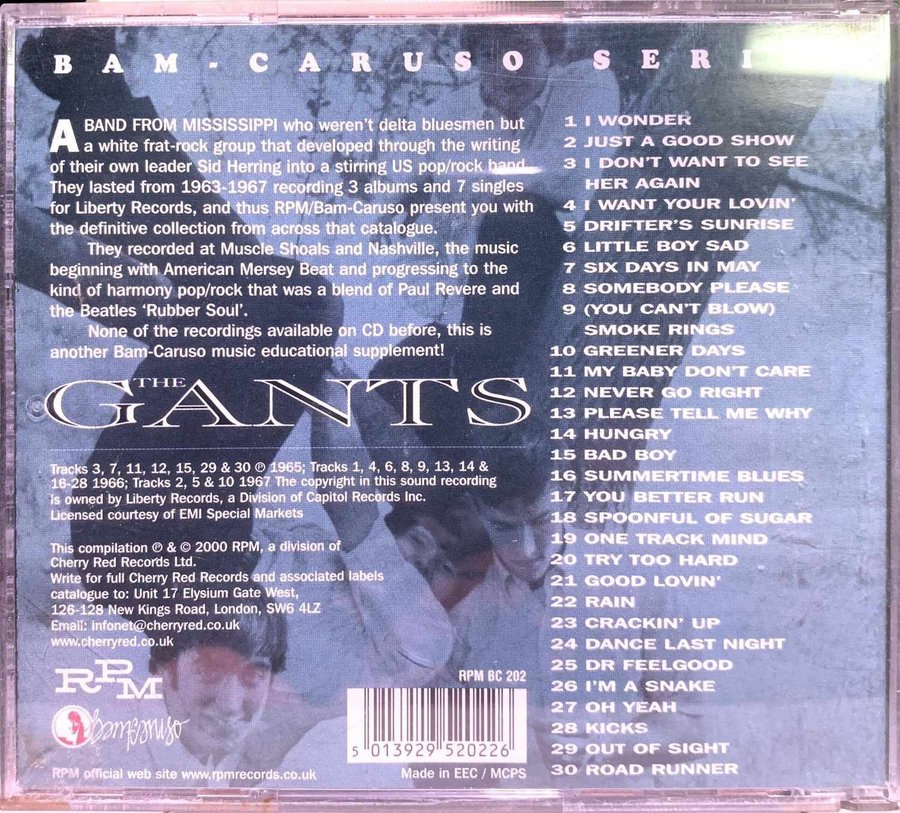 BAM-CARUSO SERI
A BAND FROM MISSISSIPPI who weren't delta bluesmen but
a white frat-rock group that developed through the writing
of their own leader Sid Herring into a stirring US pop/rock band.
They lasted from 1963-1967 recording 3 albums and 7 singles
for Liberty Records, and thus RPM/Bam-Caruso present you with
the definitive collection from across that catalogue.
They recorded at Muscle Shoals and Nashville, the music
beginning with American Mersey Beat and progressing to the
kind of harmony pop/rock that was a blend of Paul Revere and
the Beatles 'Rubber Soul'.
None of the recordings available on CD before, this is
another Bam-Caruso music educational supplement!
THE GANTS
Tracks 3, 7, 11, 12, 15, 29 & 30 ℗ 1965; Tracks 1, 4, 6, 8, 9, 13, 14 &
16-28 1966; Tracks 2, 5 & 10 1967 The copyright in this sound recording
is owned by Liberty Records, a Division of Capitol Records Inc.
Licensed courtesy of EMI Special Markets
This compilation ℗ & © 2000 RPM, a division of
Cherry Red Records Ltd.
Write for full Cherry Red Records and associated labels
catalogue to: Unit 17 Elysium Gate West,
126-128 New Kings Road, London, SW6 4LZ
Email: infonet@cherryred.co.uk
www.cherryred.co.uk
RPM
bamcaruso
RPM official web site www.rpmrecords.co.uk
RPM BC 202
5 013929 520226
Made in EEC / MCPS
1 I WONDER
2 JUST A GOOD SHOW
3 I DON'T WANT TO SEE
HER AGAIN
4 I WANT YOUR LOVIN'
5 DRIFTER'S SUNRISE
6 LITTLE BOY SAD
7 SIX DAYS IN MAY
8 SOMEBODY PLEASE
9 (YOU CAN'T BLOW)
SMOKE RINGS
10 GREENER DAYS
11 MY BABY DON'T CARE
12 NEVER GO RIGHT
13 PLEASE TELL ME WHY
14 HUNGRY
15 BAD BOY
16 SUMMERTIME BLUES
17 YOU BETTER RUN
18 SPOONFUL OF SUGAR
19 ONE TRACK MIND
20 TRY TOO HARD
21 GOOD LOVIN'
22 RAIN
23 CRACKIN' UP
24 DANCE LAST NIGHT
25 DR FEELGOOD
26 I'M A SNAKE
27 OH YEAH
28 KICKS
29 OUT OF SIGHT
30 ROAD RUNNER